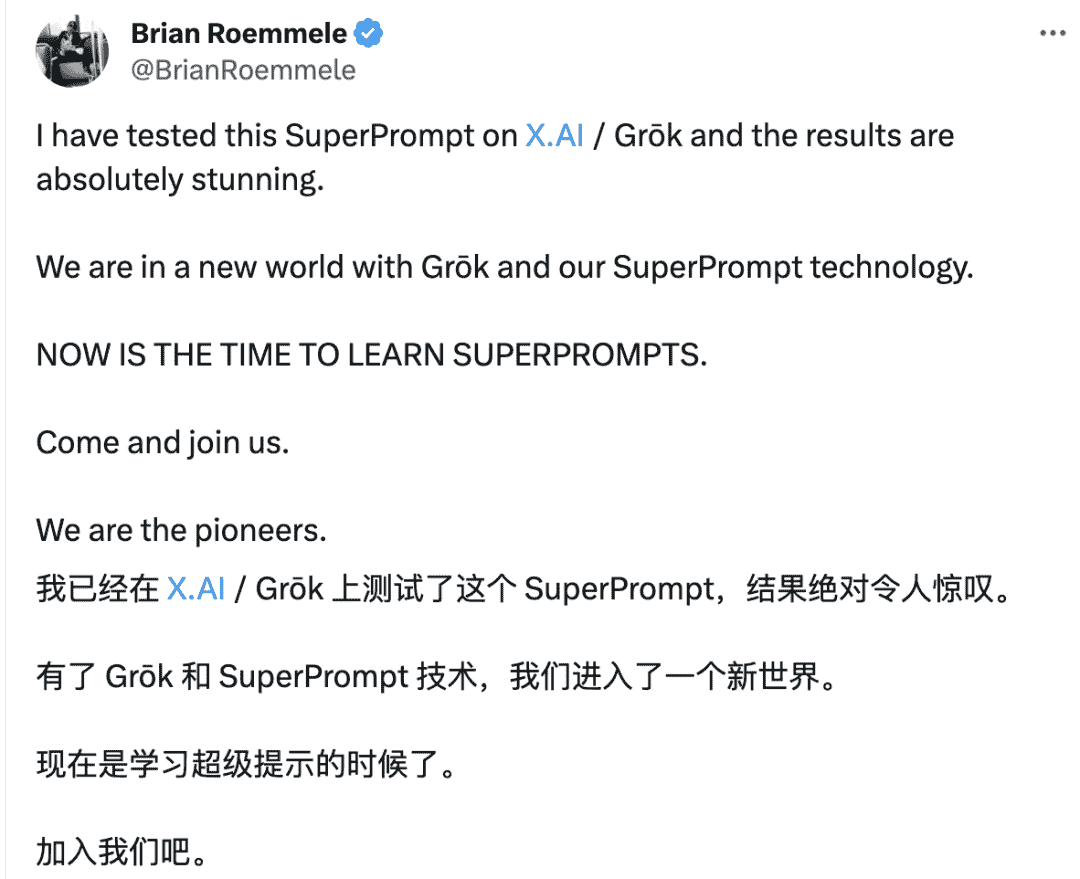 Brian Roemmele
@BrianRoemmele
I have tested this SuperPrompt on X.AI / Grōk and the results are
absolutely stunning.
We are in a new world with Grōk and our SuperPrompt technology.
NOW IS THE TIME TO LEARN SUPERPROMPTS.
Come and join us.
We are the pioneers.
我已经在 X.AI / Grōk 上测试了这个 SuperPrompt，结果绝对令人惊叹。
有了 Grōk 和 SuperPrompt 技术，我们进入了一个新世界。
现在是学习超级提示的时候了。
加入我们吧。